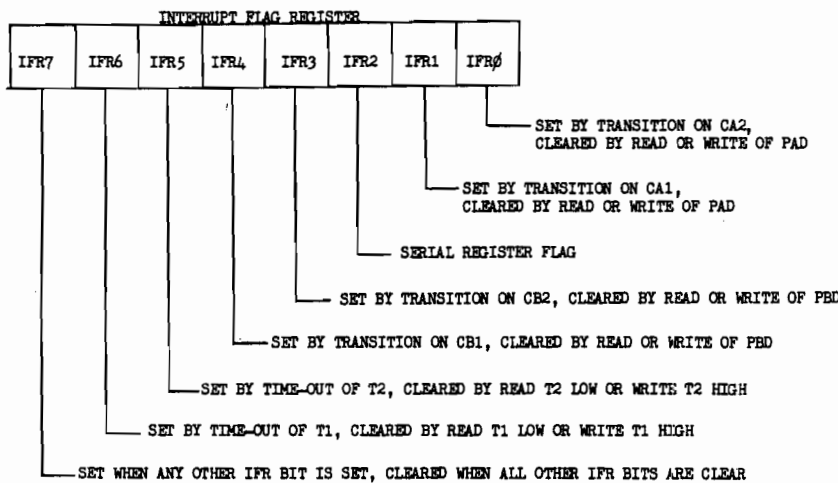 INTERRUPT FLAG REGISTER
IFR7 IFR6 IFR5 IFR4 IFR3 IFR2 IFR1 IFRØ
SET BY TRANSITION ON CA2,
CLEARED BY READ OR WRITE OF PAD
SET BY TRANSITION ON CA1,
CLEARED BY READ OR WRITE OF PAD
SERIAL REGISTER FLAG
SET BY TRANSITION ON CB2, CLEARED BY READ OR WRITE OF PBD
SET BY TRANSITION ON CB1, CLEARED BY READ OR WRITE OF PBD
SET BY TIME-OUT OF T2, CLEARED BY READ T2 LOW OR WRITE T2 HIGH
SET BY TIME-OUT OF T1, CLEARED BY READ T1 LOW OR WRITE T1 HIGH
SET WHEN ANY OTHER IFR BIT IS SET, CLEARED WHEN ALL OTHER IFR BITS ARE CLEAR